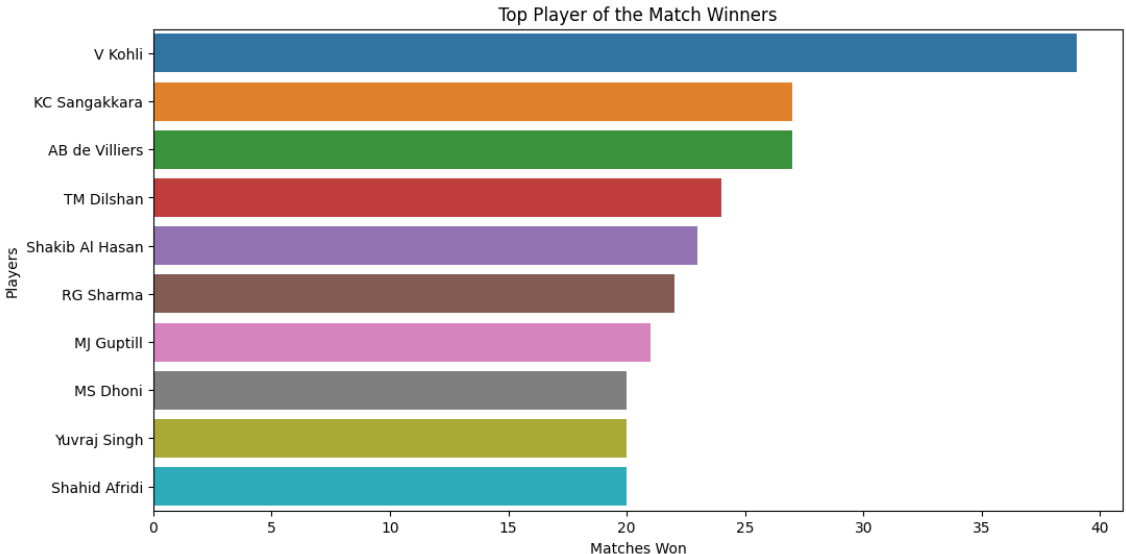 Top Player of the Match Winners
Players
V Kohli
KC Sangakkara
AB de Villiers
TM Dilshan
Shakib Al Hasan
RG Sharma
MJ Guptill
MS Dhoni
Yuvraj Singh
Shahid Afridi
0 5 10 15 20 25 30 35 40
Matches Won